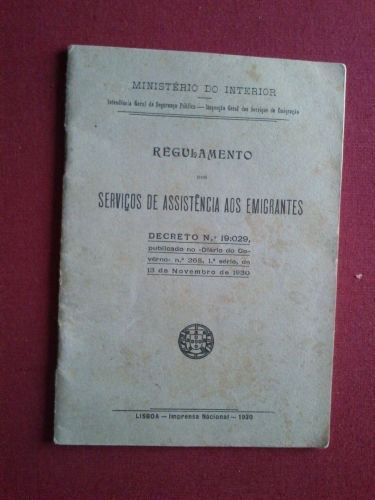 MINISTÉRIO DO INTERIOR
Intendência Geral da Segurança Pública — Inspecção Geral dos Serviços de Emigração
REGULAMENTO
DOS
SERVIÇOS DE ASSISTÊNCIA AOS EMIGRANTES
DECRETO N.º 19:029,
publicado no «Diário do Go-
vêrno» n.º 265, 1.ª série, de
13 de Novembro de 1930
LISBOA — Imprensa Nacional — 1930